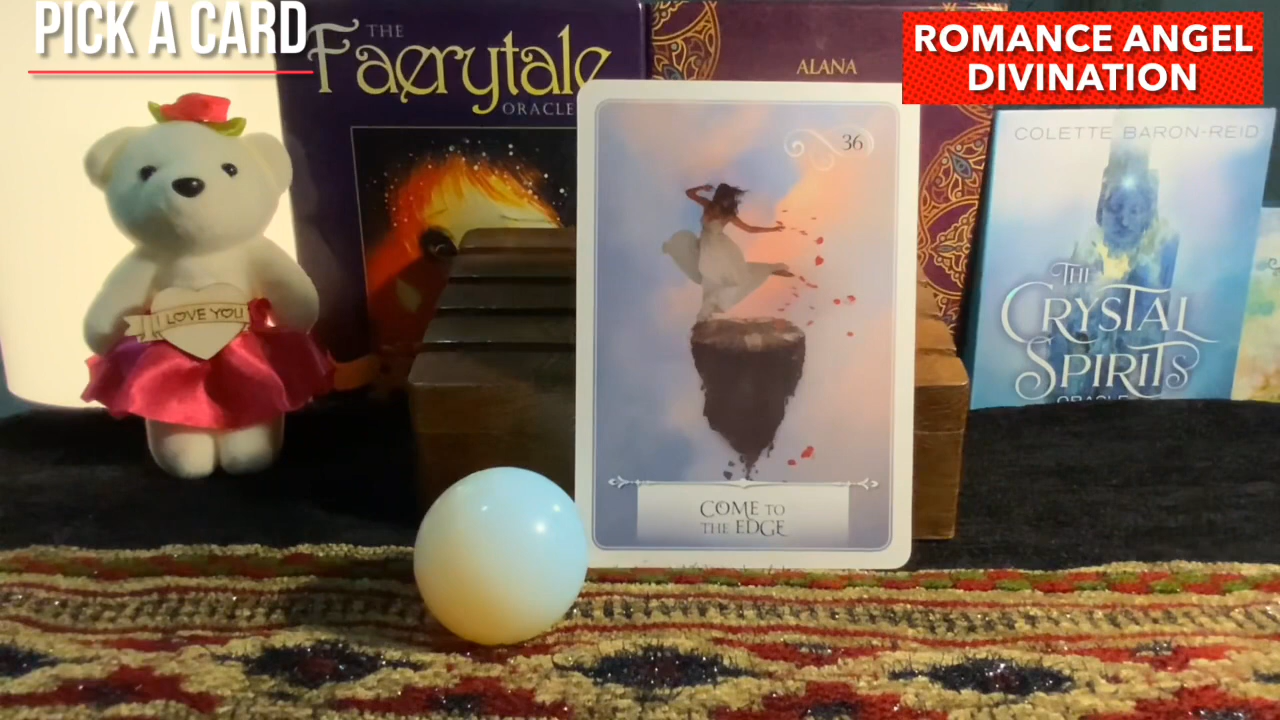 PICK A CARD
ROMANCE ANGEL
DIVINATION
THE
Faerytale
ORACLE
ALANA
COLETTE BARON-REID
36
I LOVE YOU
THE
CRYSTAL
SPIRITS
ORACLE
COME TO
THE EDGE